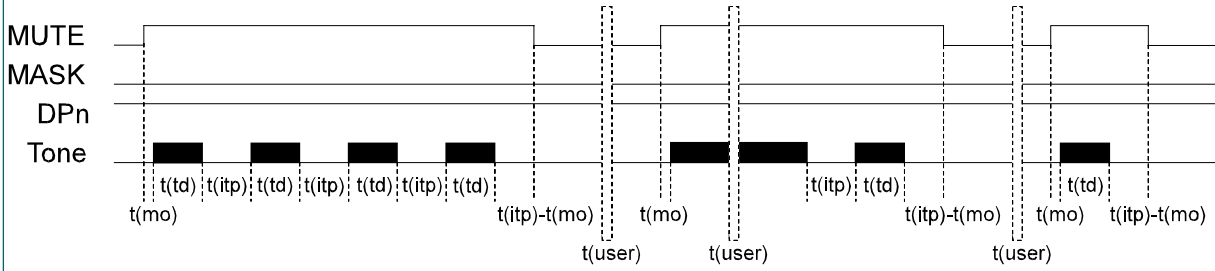 MUTE
MASK
DPn
Tone
t(td) t(itp) t(td) t(itp) t(td) t(itp) t(td) t(itp) t(td) t(td)
t(mo) t(itp)-t(mo) t(mo) t(itp)-t(mo) t(mo) t(itp)-t(mo)
t(user) t(user) t(user)